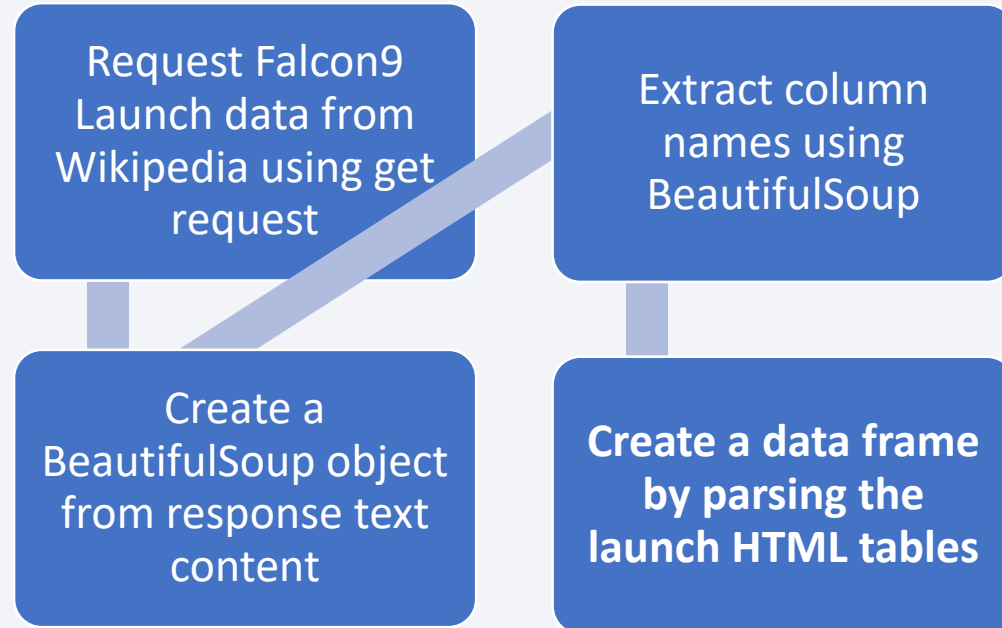 Request Falcon9
Launch data from
Wikipedia using get
request
Create a
BeautifulSoup object
from response text
content
Extract column
names using
BeautifulSoup
Create a data frame
by parsing the
launch HTML tables